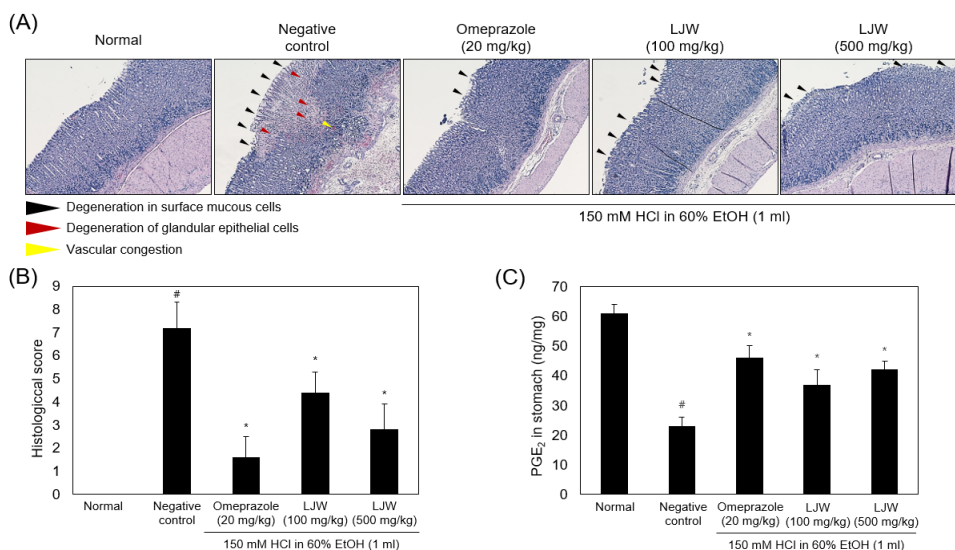 (A)
Normal
Negative
control
Omeprazole
(20 mg/kg)
LJW
(100 mg/kg)
LJW
(500 mg/kg)
Degeneration in surface mucous cells
Degeneration of glandular epithelial cells
Vascular congestion
150 mM HCl in 60% EtOH (1 ml)
(B)
Histologiccal score
9
8
7
6
5
4
3
2
1
0
#
*
*
*
Normal
Negative
control
Omeprazole
(20 mg/kg)
LJW
(100 mg/kg)
LJW
(500 mg/kg)
150 mM HCl in 60% EtOH (1 ml)
(C)
PGE₂ in stomach (ng/mg)
70
60
50
40
30
20
10
0
#
*
*
*
Normal
Negative
control
Omeprazole
(20 mg/kg)
LJW
(100 mg/kg)
LJW
(500 mg/kg)
150 mM HCl in 60% EtOH (1 ml)